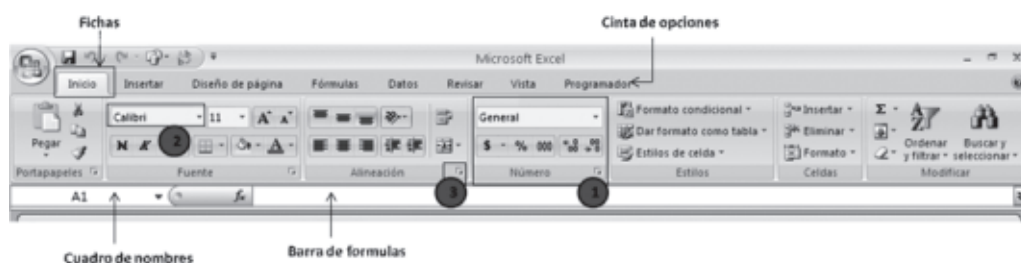 Fichas
Cinta de opciones
Microsoft Excel
Inicio Insertar Diseño de página Fórmulas Datos Revisar Vista Programador
Calibri 11 A A General Formato condicional Insertar Σ
Dar formato como tabla Eliminar
Pegar N K 2 A $ % 000 Estilos de celda Formato Ordenar y filtrar Buscar y seleccionar
Portapapeles Fuente Alineación 3 Número 1 Estilos Celdas Modificar
A1 fx
Cuadro de nombres
Barra de formulas